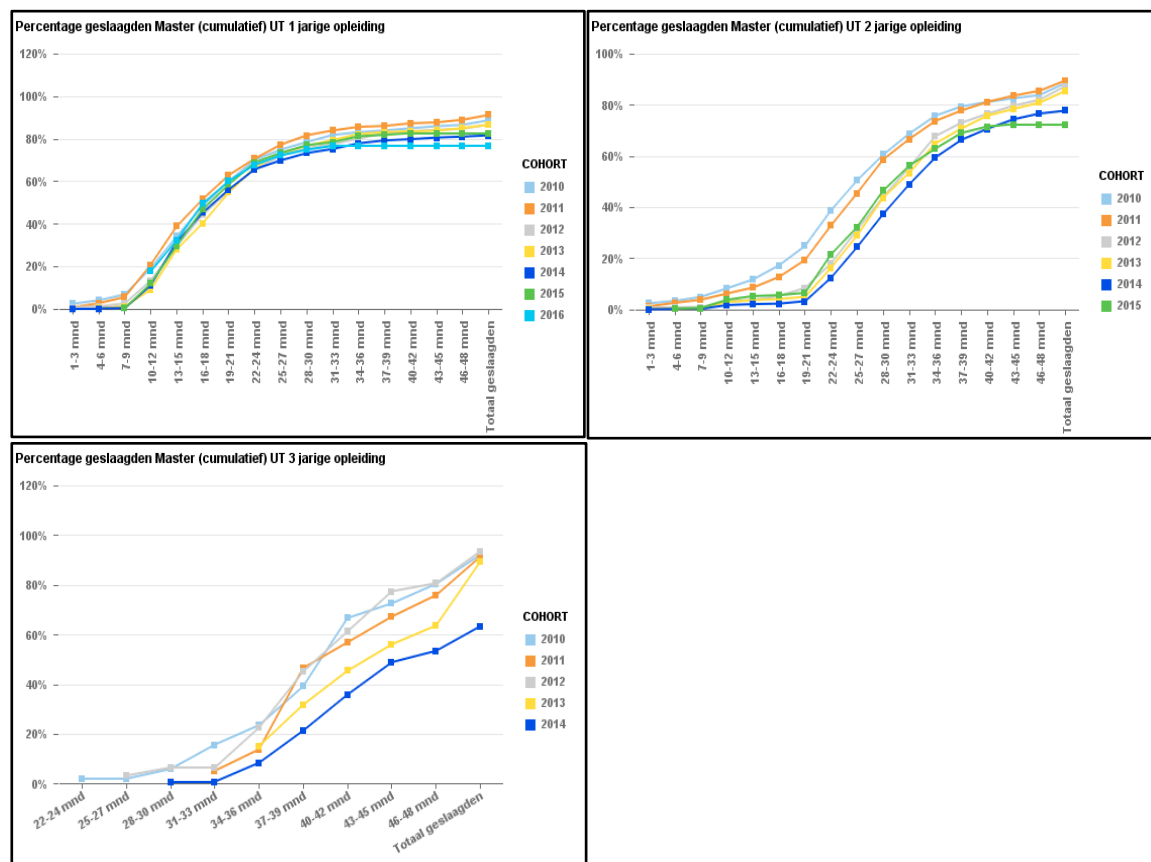 Percentage geslaagden Master (cumulatief) UT 1 jarige opleiding
120%
100%
80%
60%
40%
20%
0%
1-3 mnd
4-6 mnd
7-9 mnd
10-12 mnd
13-15 mnd
16-18 mnd
19-21 mnd
22-24 mnd
25-27 mnd
28-30 mnd
31-33 mnd
34-36 mnd
37-39 mnd
40-42 mnd
43-45 mnd
46-48 mnd
Totaal geslaagden
COHORT
2010
2011
2012
2013
2014
2015
2016
Percentage geslaagden Master (cumulatief) UT 2 jarige opleiding
100%
80%
60%
40%
20%
0%
1-3 mnd
4-6 mnd
7-9 mnd
10-12 mnd
13-15 mnd
16-18 mnd
19-21 mnd
22-24 mnd
25-27 mnd
28-30 mnd
31-33 mnd
34-36 mnd
37-39 mnd
40-42 mnd
43-45 mnd
46-48 mnd
Totaal geslaagden
COHORT
2010
2011
2012
2013
2014
2015
Percentage geslaagden Master (cumulatief) UT 3 jarige opleiding
120%
100%
80%
60%
40%
20%
0%
22-24 mnd
25-27 mnd
28-30 mnd
31-33 mnd
34-36 mnd
37-39 mnd
40-42 mnd
43-45 mnd
46-48 mnd
Totaal geslaagden
COHORT
2010
2011
2012
2013
2014